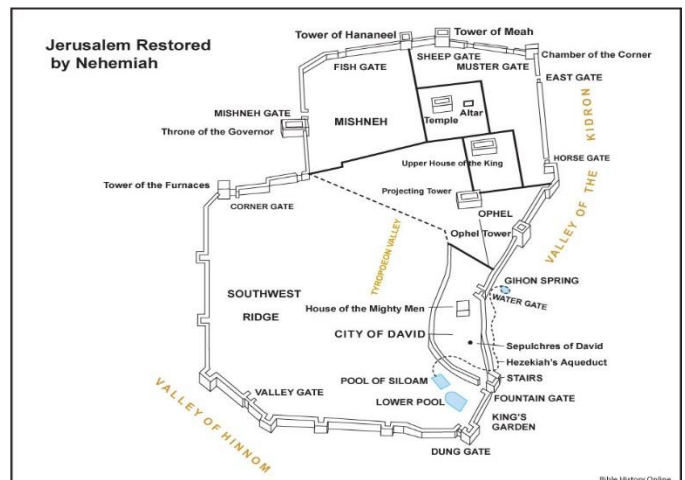 Jerusalem Restored
by Nehemiah
Tower of Hananeel
Tower of Meah
SHEEP GATE
Chamber of the Corner
FISH GATE
MUSTER GATE
EAST GATE
MISHNEH GATE
Throne of the Governor
MISHNEH
Temple
Altar
VALLEY OF THE KIDRON
Upper House of the King
HORSE GATE
Tower of the Furnaces
Projecting Tower
CORNER GATE
OPHEL
Ophel Tower
TYROPOEON VALLEY
GIHON SPRING
SOUTHWEST
RIDGE
WATER GATE
House of the Mighty Men
CITY OF DAVID
Sepulchres of David
Hezekiah's Aqueduct
POOL OF SILOAM
STAIRS
VALLEY GATE
LOWER POOL
FOUNTAIN GATE
VALLEY OF HINNOM
KING'S
GARDEN
DUNG GATE
Bible History Online